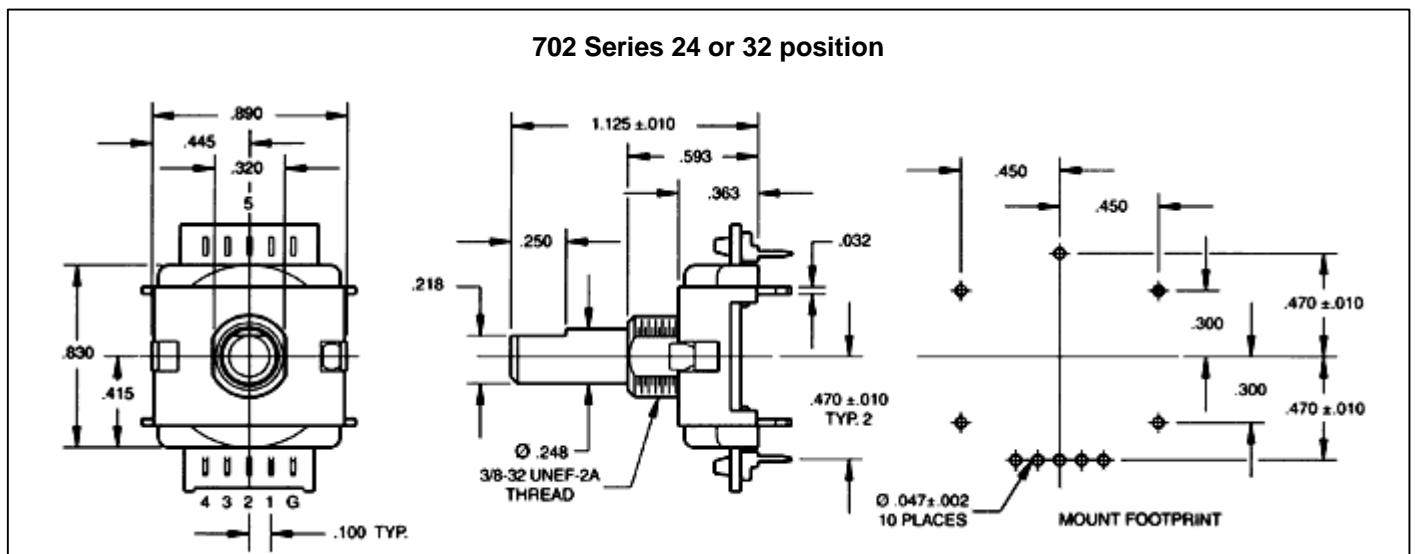 702 Series 24 or 32 position
.890
.445
.320
5
.830
.415
4 3 2 1 G
.100 TYP.
1.125 ±.010
.593
.363
.250
.032
.218
.470 ±.010
TYP. 2
Ø .248
3/8-32 UNEF-2A
THREAD
.450
.450
.470 ±.010
.300
.300
.470 ±.010
Ø .047±.002
10 PLACES
MOUNT FOOTPRINT